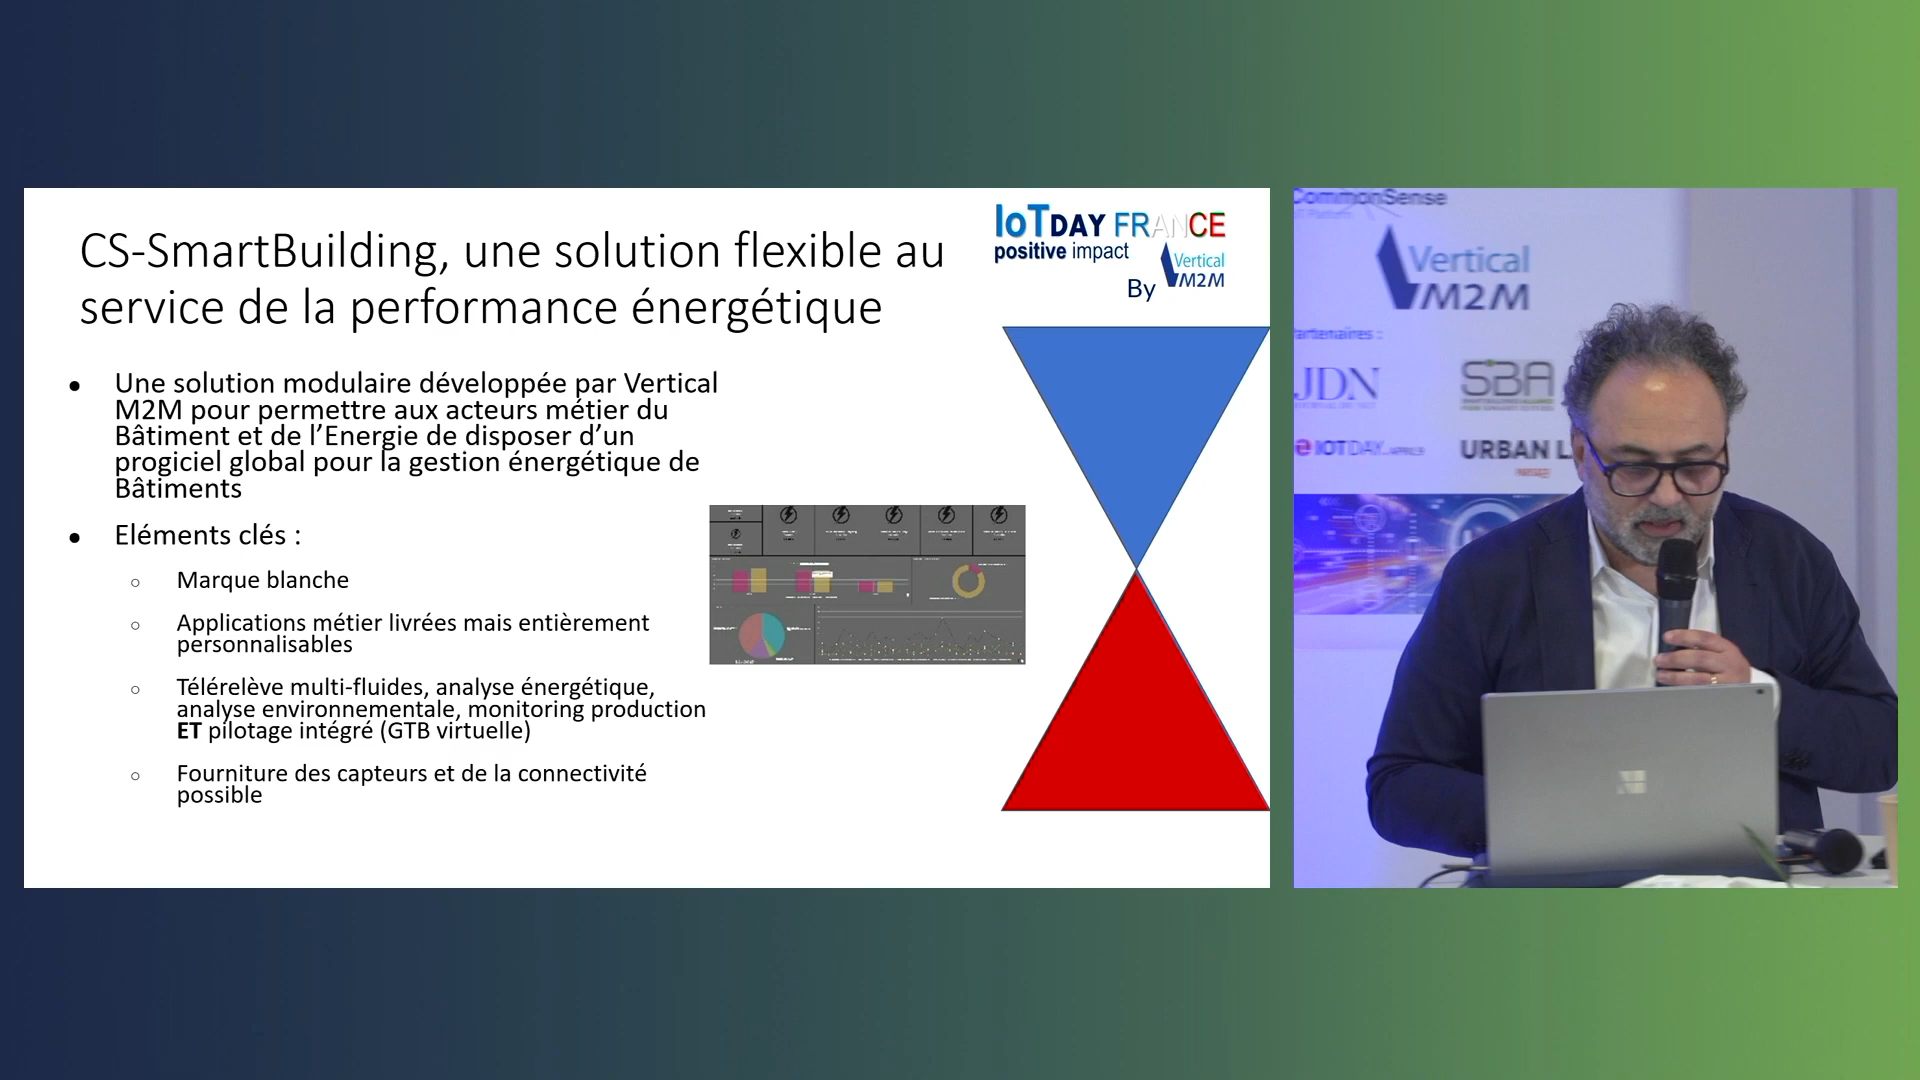 CS-SmartBuilding, une solution flexible au
service de la performance énergétique
IoTDAY FRANCE
positive impact
By
Vertical
M2M
● Une solution modulaire développée par Vertical
M2M pour permettre aux acteurs métier du
Bâtiment et de l’Energie de disposer d’un
progiciel global pour la gestion énergétique de
Bâtiments
● Eléments clés :
○ Marque blanche
○ Applications métier livrées mais entièrement
personnalisables
○ Télérelève multi-fluides, analyse énergétique,
analyse environnementale, monitoring production
ET pilotage intégré (GTB virtuelle)
○ Fourniture des capteurs et de la connectivité
possible
CommonSense
Vertical
M2M
artenaires :
JDN
SBA
IOTDAY
URBAN L